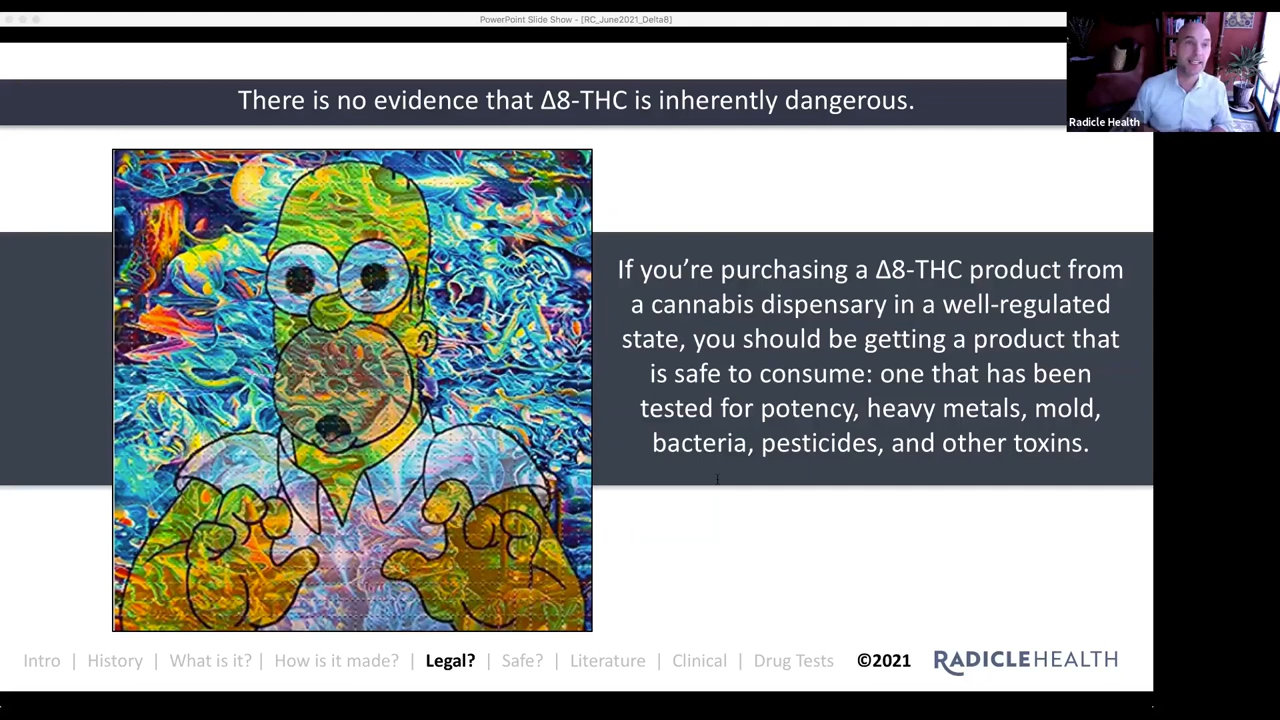 PowerPoint Slide Show - [RC_June2021_Delta8]
There is no evidence that Δ8-THC is inherently dangerous.
Radicle Health
If you’re purchasing a Δ8-THC product from
a cannabis dispensary in a well-regulated
state, you should be getting a product that
is safe to consume: one that has been
tested for potency, heavy metals, mold,
bacteria, pesticides, and other toxins.
Intro | History | What is it? | How is it made? | Legal? | Safe? | Literature | Clinical | Drug Tests ©2021 RADICLEHEALTH